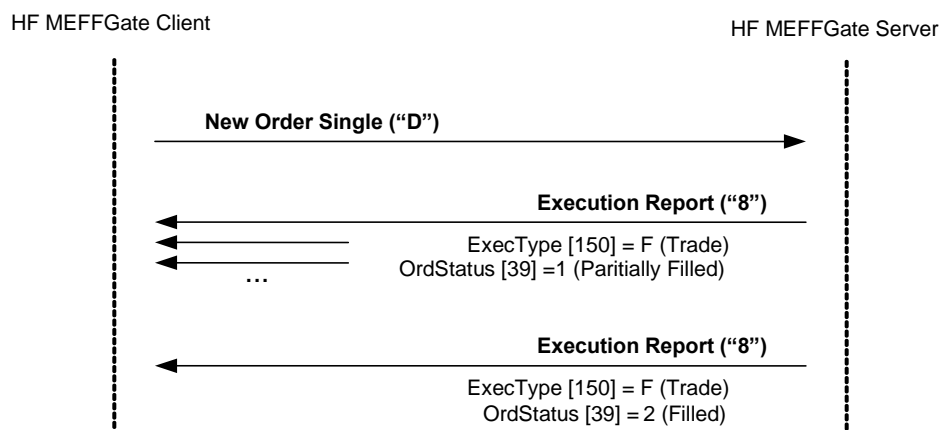 HF MEFFGate Client
HF MEFFGate Server
New Order Single (“D”)
Execution Report (“8”)
ExecType [150] = F (Trade)
OrdStatus [39] =1 (Paritially Filled)
...
Execution Report (“8”)
ExecType [150] = F (Trade)
OrdStatus [39] = 2 (Filled)